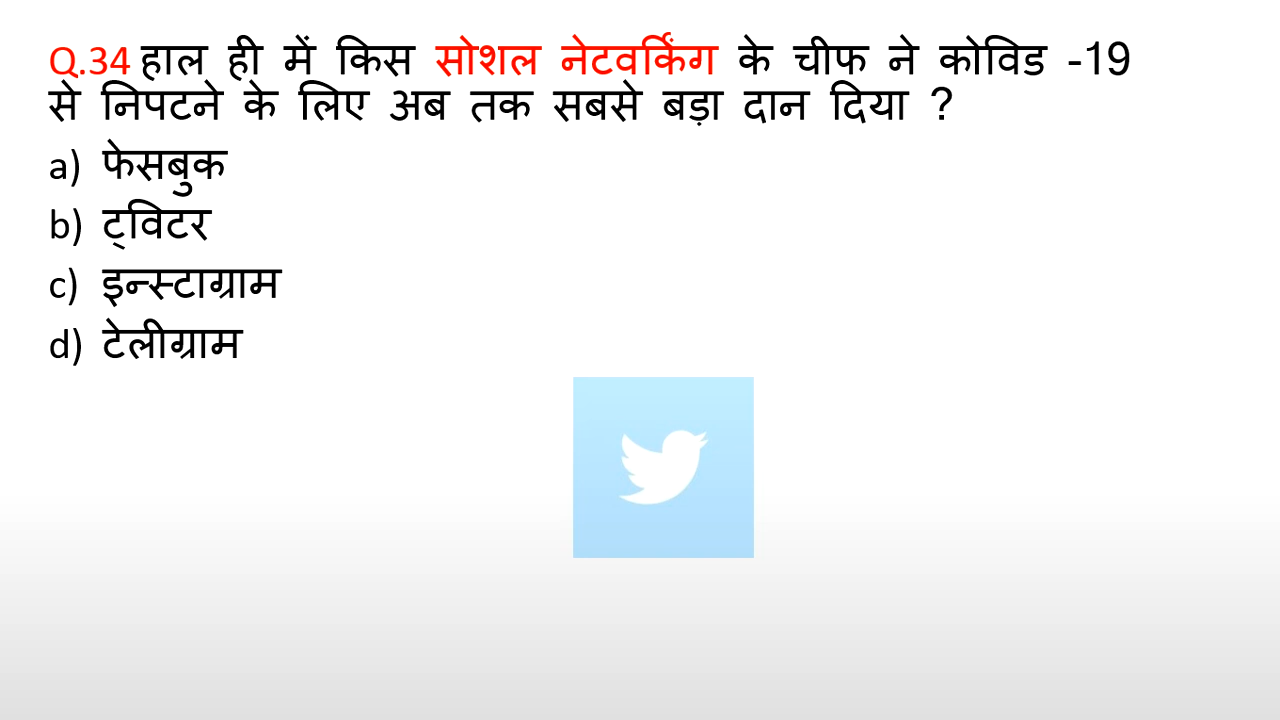 Q.34 हाल ही में किस सोशल नेटवर्किंग के चीफ ने कोविड -19
से निपटने के लिए अब तक सबसे बड़ा दान दिया ?
a) फेसबुक
b) ट्विटर
c) इन्स्टाग्राम
d) टेलीग्राम